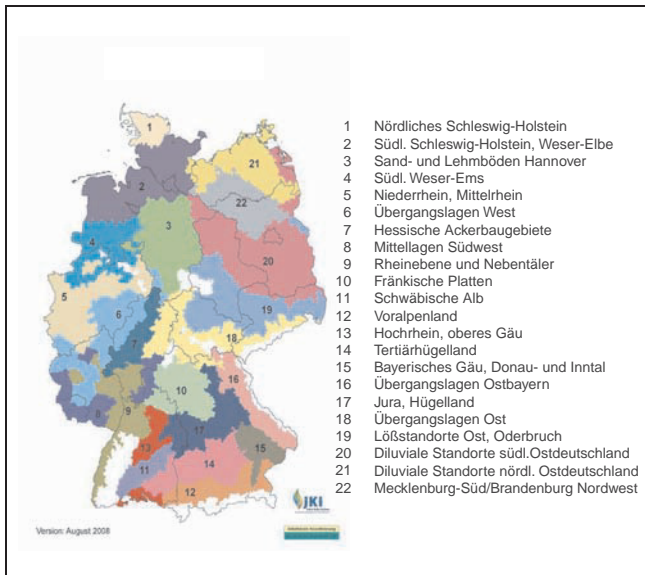 1 Nördliches Schleswig-Holstein
2 Südl. Schleswig-Holstein, Weser-Elbe
3 Sand- und Lehmböden Hannover
4 Südl. Weser-Ems
5 Niederrhein, Mittelrhein
6 Übergangslagen West
7 Hessische Ackerbaugebiete
8 Mittellagen Südwest
9 Rheinebene und Nebentäler
10 Fränkische Platten
11 Schwäbische Alb
12 Voralpenland
13 Hochrhein, oberes Gäu
14 Tertiärhügelland
15 Bayerisches Gäu, Donau- und Inntal
16 Übergangslagen Ostbayern
17 Jura, Hügelland
18 Übergangslagen Ost
19 Lößstandorte Ost, Oderbruch
20 Diluviale Standorte südl.Ostdeutschland
21 Diluviale Standorte nördl. Ostdeutschland
22 Mecklenburg-Süd/Brandenburg Nordwest
1
21
2
22
3
4
20
5
19
6
18
7
16
10
8
9
17
13
15
14
11
12
JKI
Version: August 2008